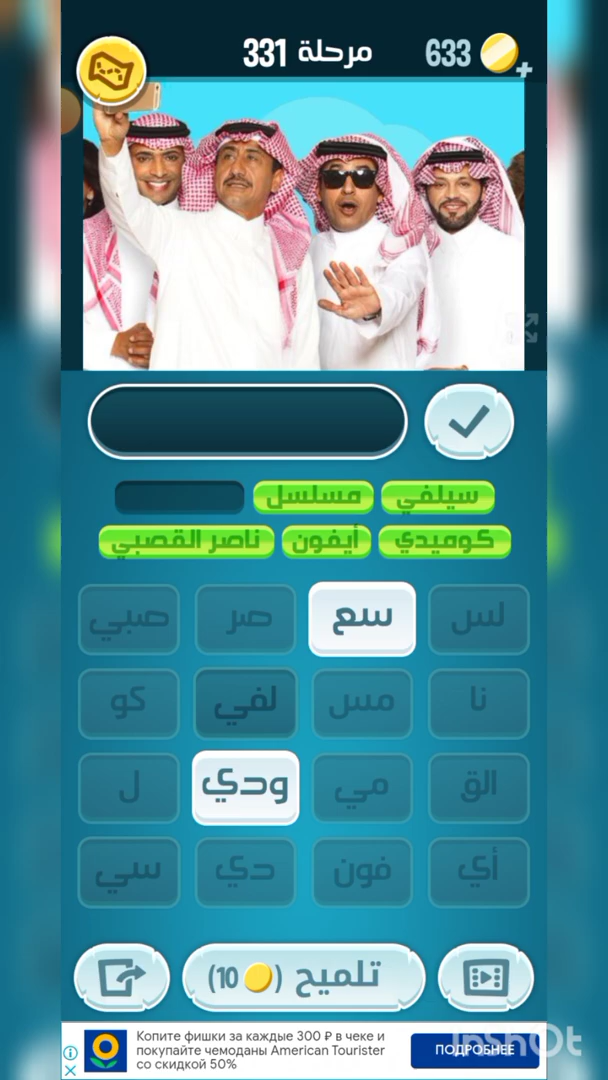 مرحلة 331
633
سيلفي مسلسل
كوميدي أيفون ناصر القصبي
لس سع صر صبي
نا مس لفي كو
الق مي ودي ل
أي فون دي سي
تلميح (10)
Копите фишки за каждые 300 ₽ в чеке и
покупайте чемоданы American Tourister
со скидкой 50%
ПОДРОБНЕЕ
InShOt